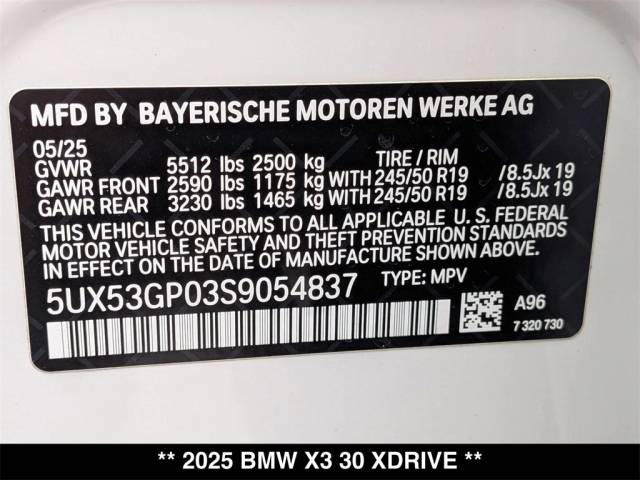 MFD BY BAYERISCHE MOTOREN WERKE AG
05/25
GVWR 5512 lbs 2500 kg TIRE / RIM
GAWR FRONT 2590 lbs 1175 kg WITH 245/50 R19 /8.5Jx 19
GAWR REAR 3230 lbs 1465 kg WITH 245/50 R19 /8.5Jx 19
THIS VEHICLE CONFORMS TO ALL APPLICABLE U. S. FEDERAL
MOTOR VEHICLE SAFETY AND THEFT PREVENTION STANDARDS
IN EFFECT ON THE DATE OF MANUFACTURE SHOWN ABOVE.
5UX53GP03S9054837 TYPE: MPV
A96
7 320 730
** 2025 BMW X3 30 XDRIVE **